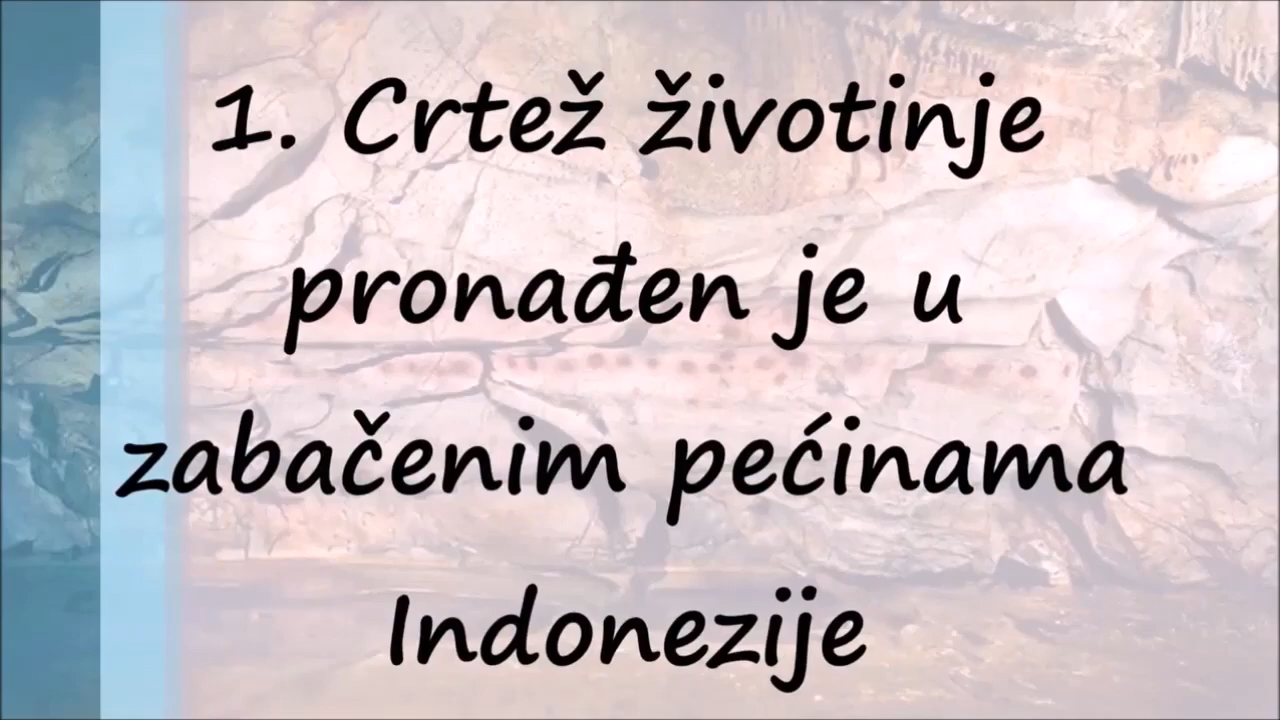 1. Crtež životinje
pronađen je u
zabačenim pećinama
Indonezije